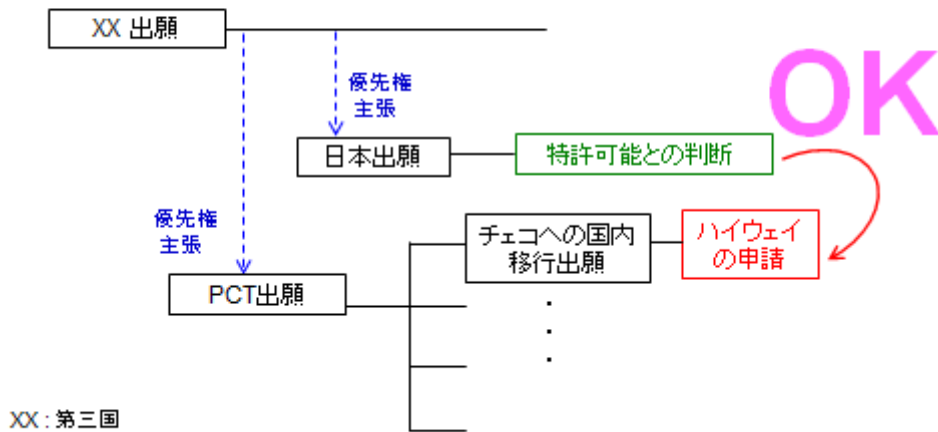 XX 出願
優先権
主張
OK
日本出願
特許可能との判断
優先権
主張
チェコへの国内
移行出願
ハイウェイ
の申請
PCT出願
・
・
・
XX：第三国